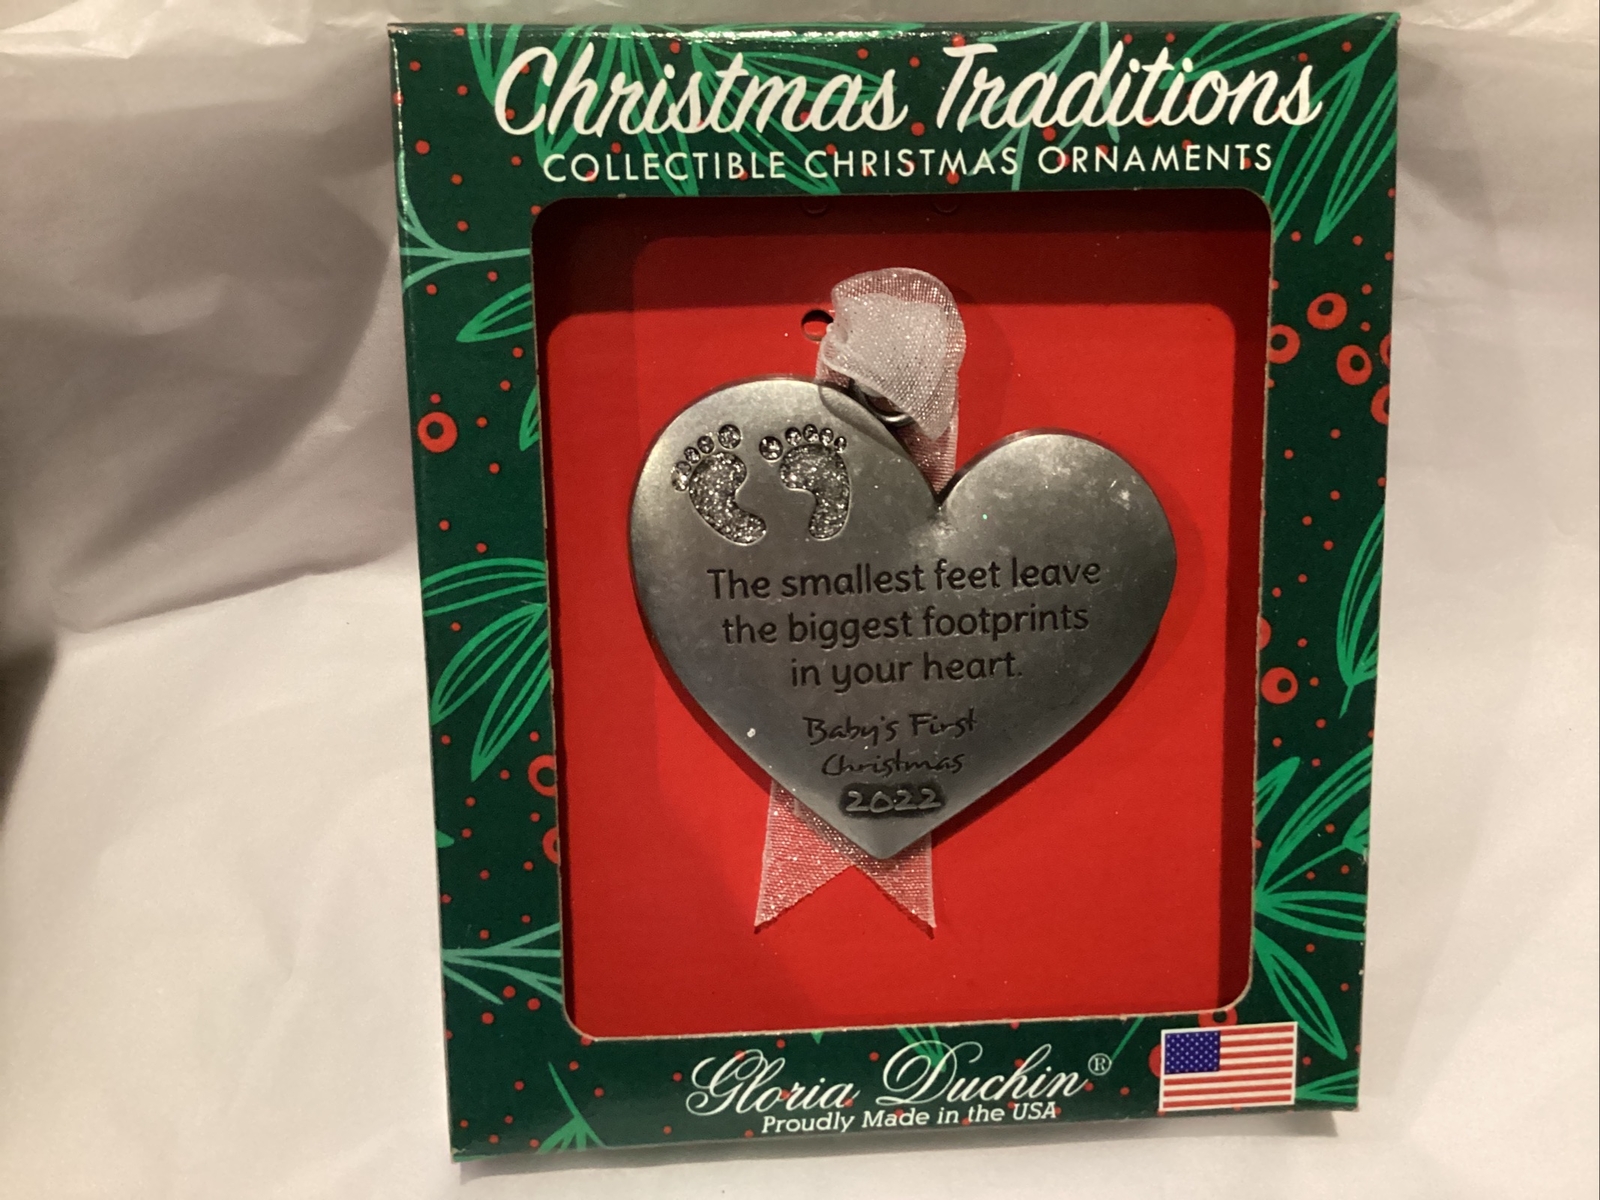 Christmas Traditions
COLLECTIBLE CHRISTMAS ORNAMENTS
The smallest feet leave
the biggest footprints
in your heart.
Baby's First
Christmas
2022
Gloria Duchin®
Proudly Made in the USA